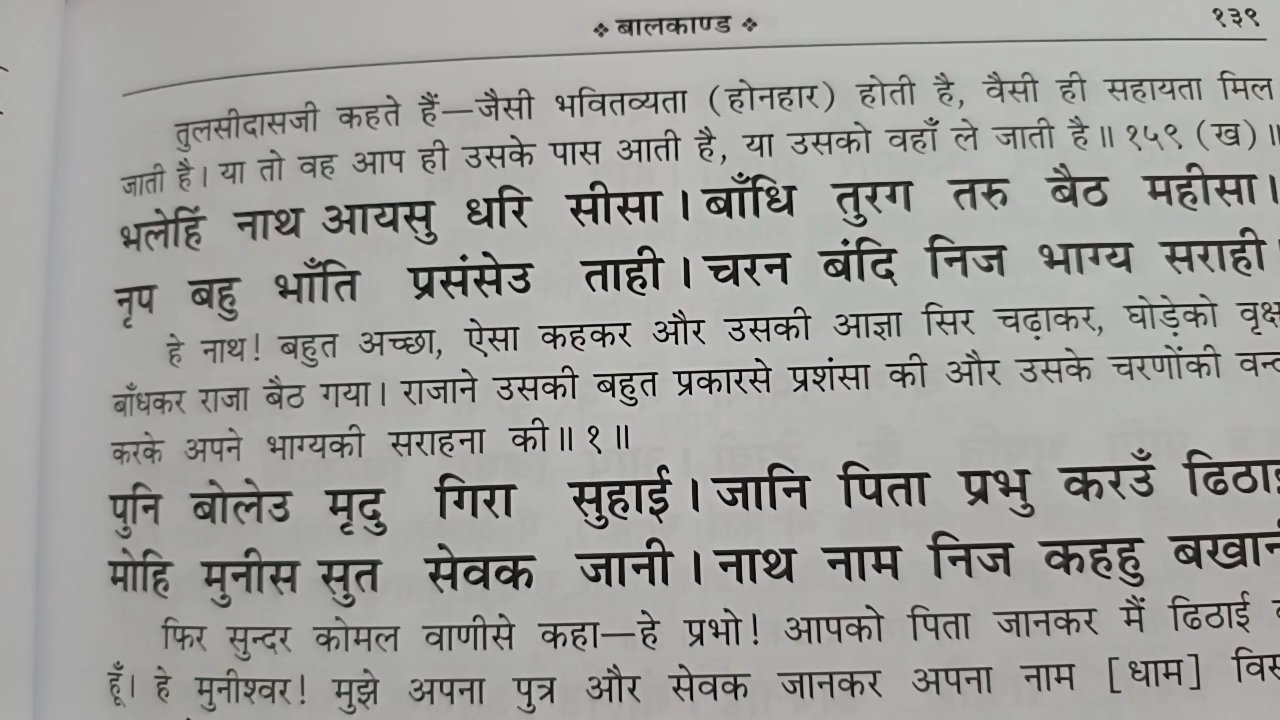 ❖ बालकाण्ड ❖ १३९
तुलसीदासजी कहते हैं—जैसी भवितव्यता (होनहार) होती है, वैसी ही सहायता मिल
जाती है। या तो वह आप ही उसके पास आती है, या उसको वहाँ ले जाती है॥ १५९ (ख)॥
भलेहिं नाथ आयसु धरि सीसा। बाँधि तुरग तरु बैठ महीसा।
नृप बहु भाँति प्रसंसेउ ताही। चरन बंदि निज भाग्य सराही।
हे नाथ! बहुत अच्छा, ऐसा कहकर और उसकी आज्ञा सिर चढ़ाकर, घोड़ेको
बाँधकर राजा बैठ गया। राजाने उसकी बहुत प्रकारसे प्रशंसा की और उसके चरणोंकी
करके अपने भाग्यकी सराहना की॥ १ ॥
पुनि बोलेउ मृदु गिरा सुहाई। जानि पिता प्रभु करउँ
मोहि मुनीस सुत सेवक जानी। नाथ नाम निज कहहु
फिर सुन्दर कोमल वाणीसे कहा—हे प्रभो! आपको पिता जानकर मैं ढिठाई
हूँ। हे मुनीश्वर! मुझे अपना पुत्र और सेवक जानकर अपना नाम [धाम]